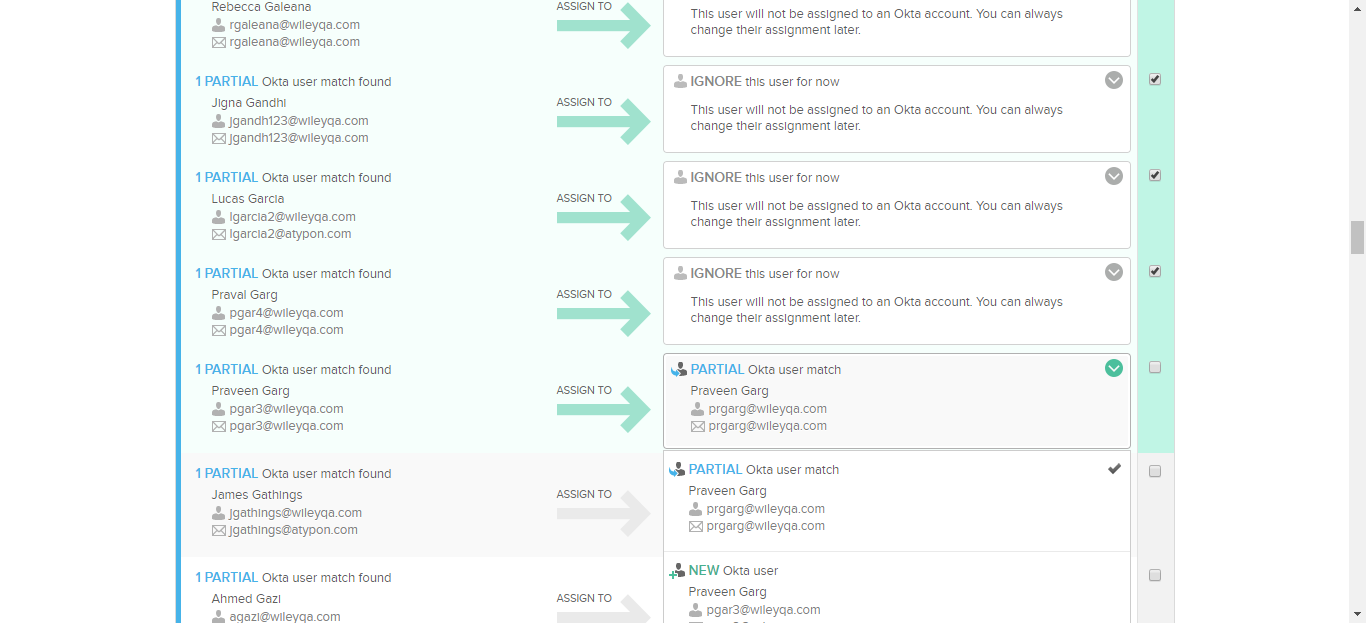 Rebecca Galeana
rgaleana@wileyqa.com
rgaleana@wileyqa.com
ASSIGN TO
This user will not be assigned to an Okta account. You can always
change their assignment later.
1 PARTIAL Okta user match found
Jigna Gandhi
jgandh123@wileyqa.com
jgandh123@wileyqa.com
ASSIGN TO
IGNORE this user for now
This user will not be assigned to an Okta account. You can always
change their assignment later.
1 PARTIAL Okta user match found
Lucas Garcia
lgarcia2@wileyqa.com
lgarcia2@atypon.com
ASSIGN TO
IGNORE this user for now
This user will not be assigned to an Okta account. You can always
change their assignment later.
1 PARTIAL Okta user match found
Praval Garg
pgar4@wileyqa.com
pgar4@wileyqa.com
ASSIGN TO
IGNORE this user for now
This user will not be assigned to an Okta account. You can always
change their assignment later.
1 PARTIAL Okta user match found
Praveen Garg
pgar3@wileyqa.com
pgar3@wileyqa.com
ASSIGN TO
PARTIAL Okta user match
Praveen Garg
prgarg@wileyqa.com
prgarg@wileyqa.com
1 PARTIAL Okta user match found
James Gathings
jgathings@wileyqa.com
jgathings@atypon.com
ASSIGN TO
PARTIAL Okta user match
Praveen Garg
prgarg@wileyqa.com
prgarg@wileyqa.com
1 PARTIAL Okta user match found
Ahmed Gazi
agazi@wileyqa.com
ASSIGN TO
NEW Okta user
Praveen Garg
pgar3@wileyqa.com